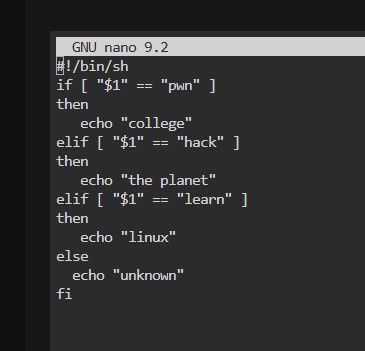 GNU nano 9.2
#!/bin/sh
if [ "$1" == "pwn" ]
then
   echo "college"
elif [ "$1" == "hack" ]
then
   echo "the planet"
elif [ "$1" == "learn" ]
then
   echo "linux"
else
  echo "unknown"
fi